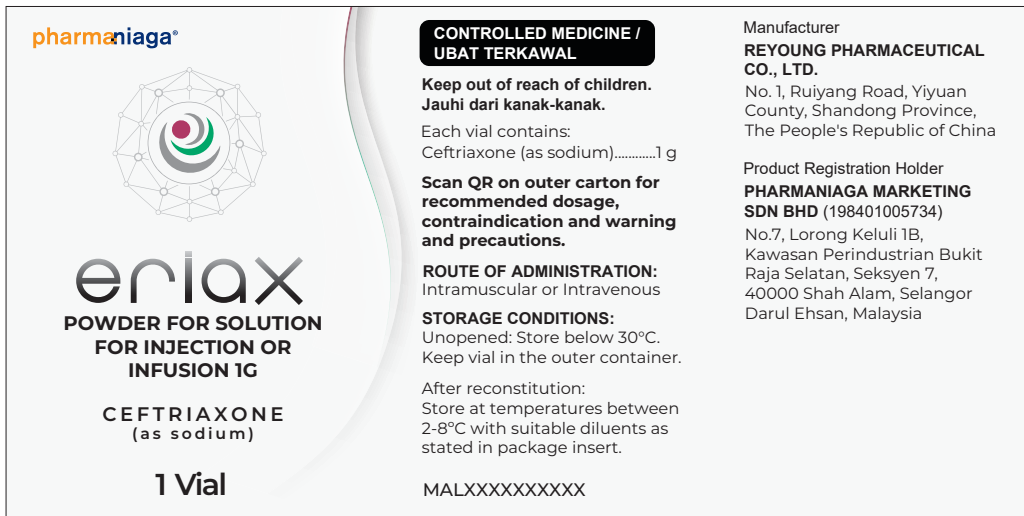 pharmaniaga®
eriax
POWDER FOR SOLUTION
FOR INJECTION OR
INFUSION 1G
CEFTRIAXONE
(as sodium)
1 Vial
CONTROLLED MEDICINE /
UBAT TERKAWAL
Keep out of reach of children.
Jauhi dari kanak-kanak.
Each vial contains:
Ceftriaxone (as sodium)............1 g
Scan QR on outer carton for
recommended dosage,
contraindication and warning
and precautions.
ROUTE OF ADMINISTRATION:
Intramuscular or Intravenous
STORAGE CONDITIONS:
Unopened: Store below 30°C.
Keep vial in the outer container.
After reconstitution:
Store at temperatures between
2-8°C with suitable diluents as
stated in package insert.
MALXXXXXXXXXX
Manufacturer
REYOUNG PHARMACEUTICAL
CO., LTD.
No. 1, Ruiyang Road, Yiyuan
County, Shandong Province,
The People's Republic of China
Product Registration Holder
PHARMANIAGA MARKETING
SDN BHD (198401005734)
No.7, Lorong Keluli 1B,
Kawasan Perindustrian Bukit
Raja Selatan, Seksyen 7,
40000 Shah Alam, Selangor
Darul Ehsan, Malaysia